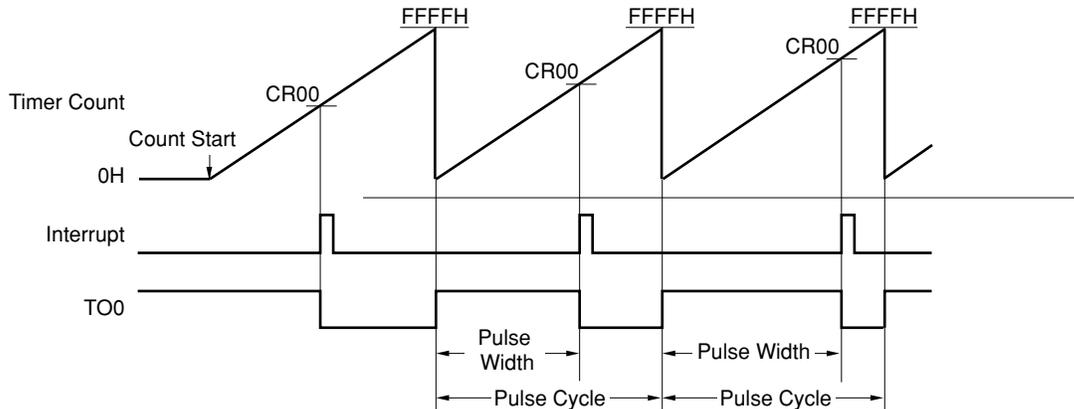 FFFFH FFFFH FFFFH
CR00
CR00
CR00
Timer Count
Count Start
0H
Interrupt
TO0
Pulse
Width
Pulse Width
Pulse Cycle Pulse Cycle